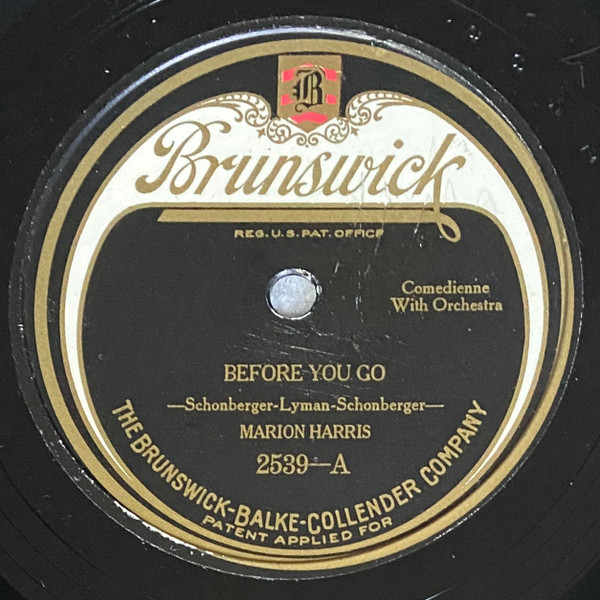 B
Brunswick
REG. U.S. PAT. OFFICE
Comedienne
With Orchestra
BEFORE YOU GO
—Schonberger-Lyman-Schonberger—
MARION HARRIS
2539—A
THE BRUNSWICK-BALKE-COLLENDER COMPANY
PATENT APPLIED FOR